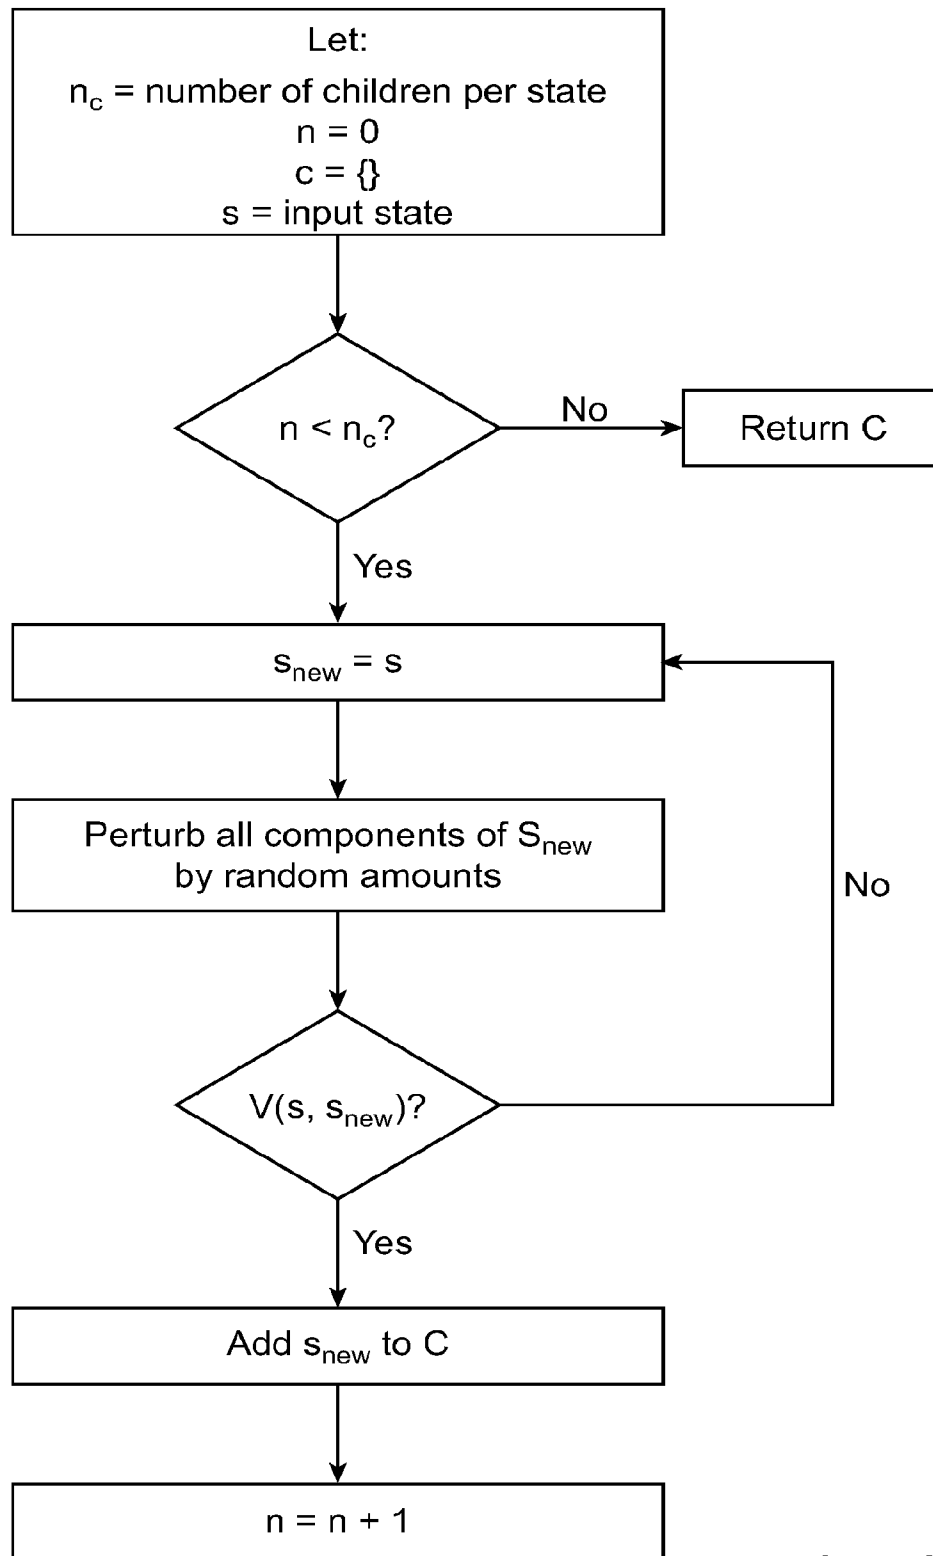 Let:
n_c = number of children per state
n = 0
c = {}
s = input state
n < n_c?
No
Return C
Yes
s_new = s
Perturb all components of S_new
by random amounts
No
V(s, s_new)?
Yes
Add s_new to C
n = n + 1